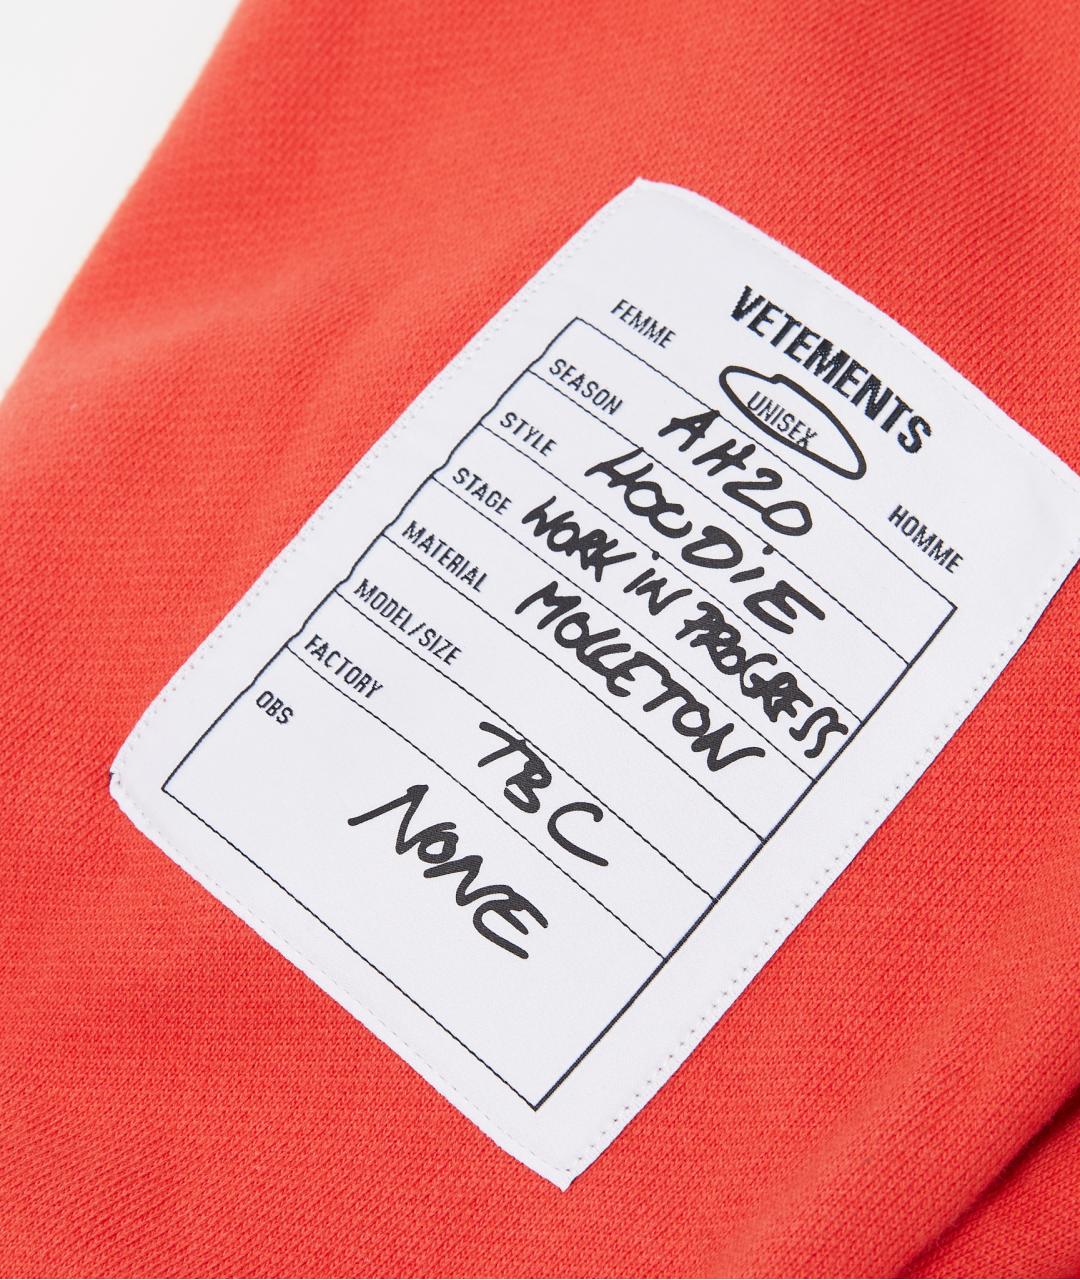 VETEMENTS
FEMME UNISEX HOMME
SEASON AH20
STYLE HOODiE
STAGE WORK iN PROGRESS
MATERIAL MOLLETON
MODEL/SIZE
FACTORY TBC
OBS NONE